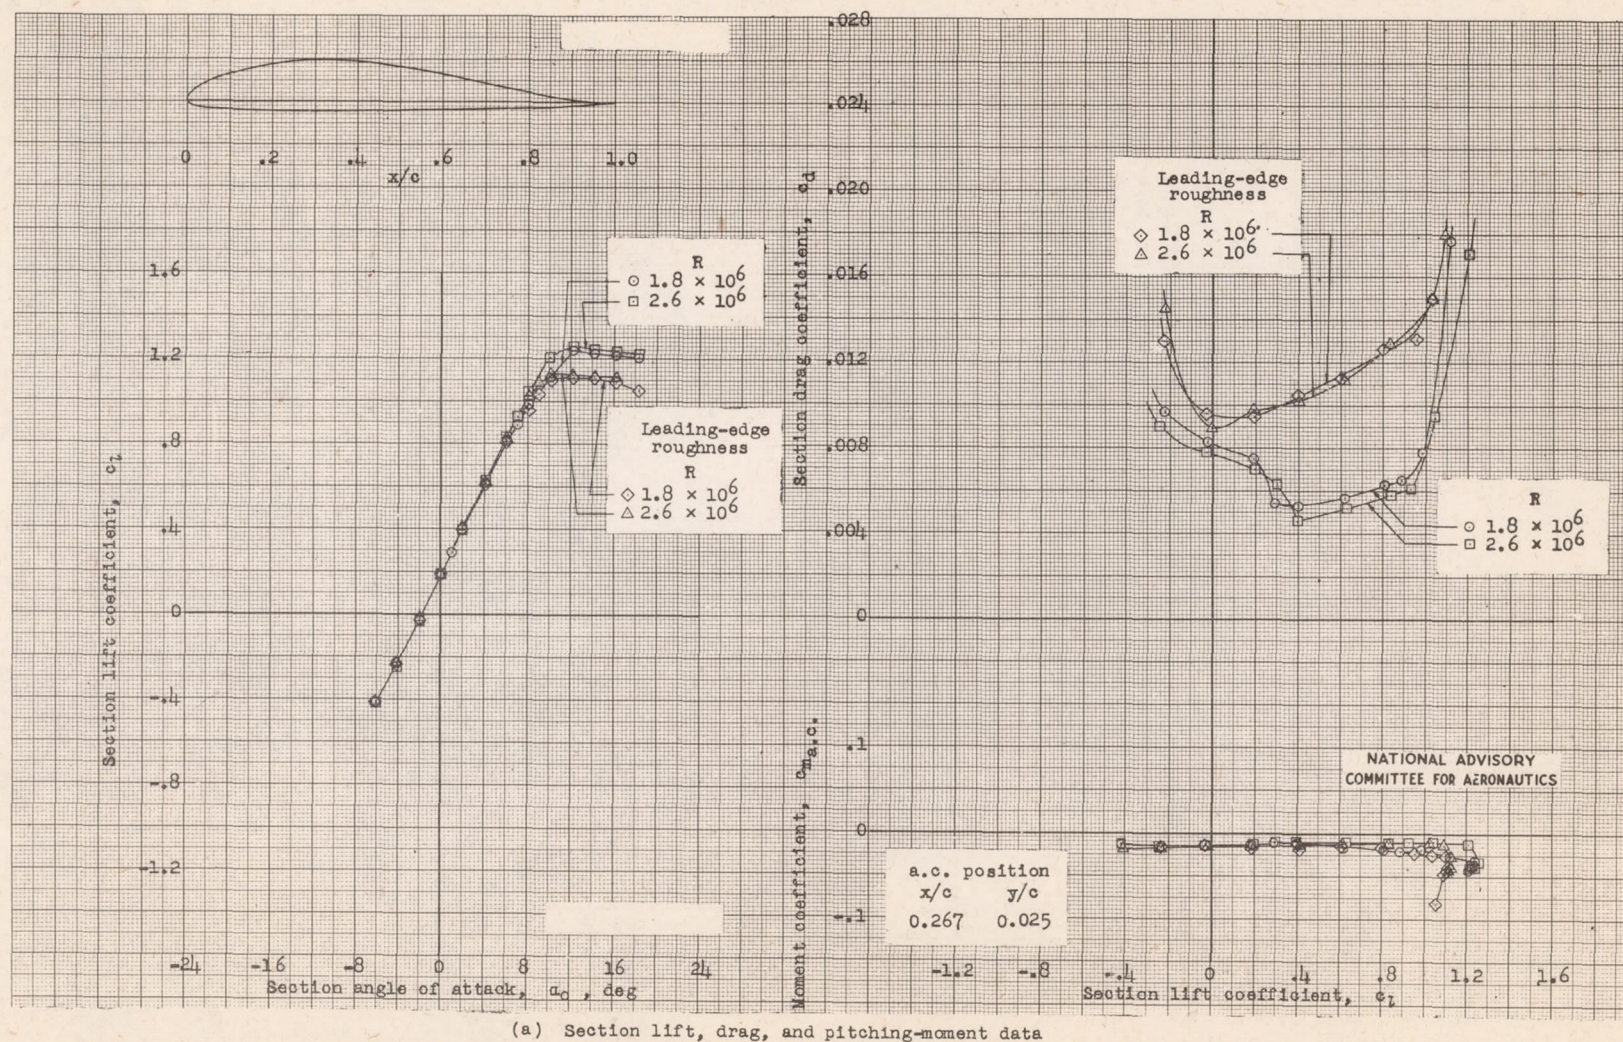 0 .2 .4 .6 .8 1.0
x/c
R
1.8 × 10⁶
2.6 × 10⁶
Leading-edge
roughness
R
1.8 × 10⁶
2.6 × 10⁶
1.6
1.2
.8
.4
0
-.4
-.8
-1.2
Section lift coefficient, cₗ
-24 -16 -8 0 8 16 24
Section angle of attack, α₀, deg
.028
.024
.020
.016
.012
.008
.004
0
Section drag coefficient, c_d
Leading-edge
roughness
R
1.8 × 10⁶
2.6 × 10⁶
R
1.8 × 10⁶
2.6 × 10⁶
.1
0
-.1
Moment coefficient, c_m a.c.
NATIONAL ADVISORY
COMMITTEE FOR AERONAUTICS
a.c. position
x/c y/c
0.267 0.025
-1.2 -.8 -.4 0 .4 .8 1.2 1.6
Section lift coefficient, cₗ
(a) Section lift, drag, and pitching-moment data